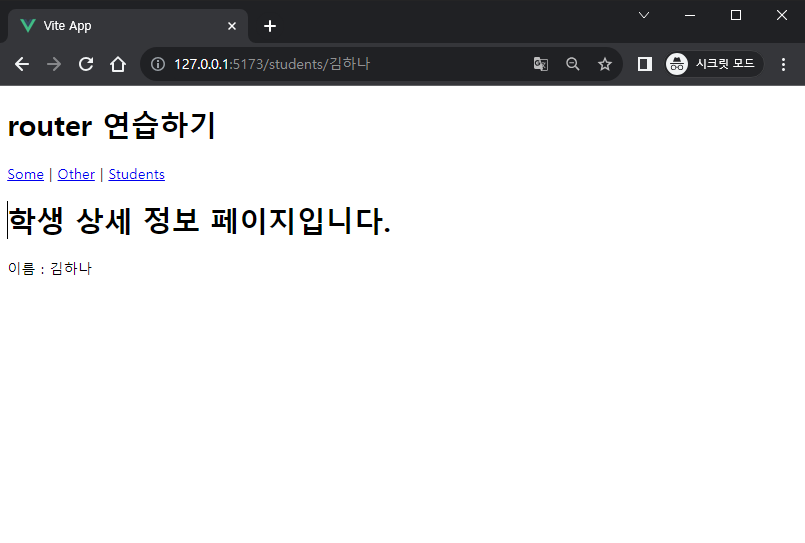 Vite App
127.0.0.1:5173/students/김하나
시크릿 모드
router 연습하기
Some | Other | Students
학생 상세 정보 페이지입니다.
이름 : 김하나